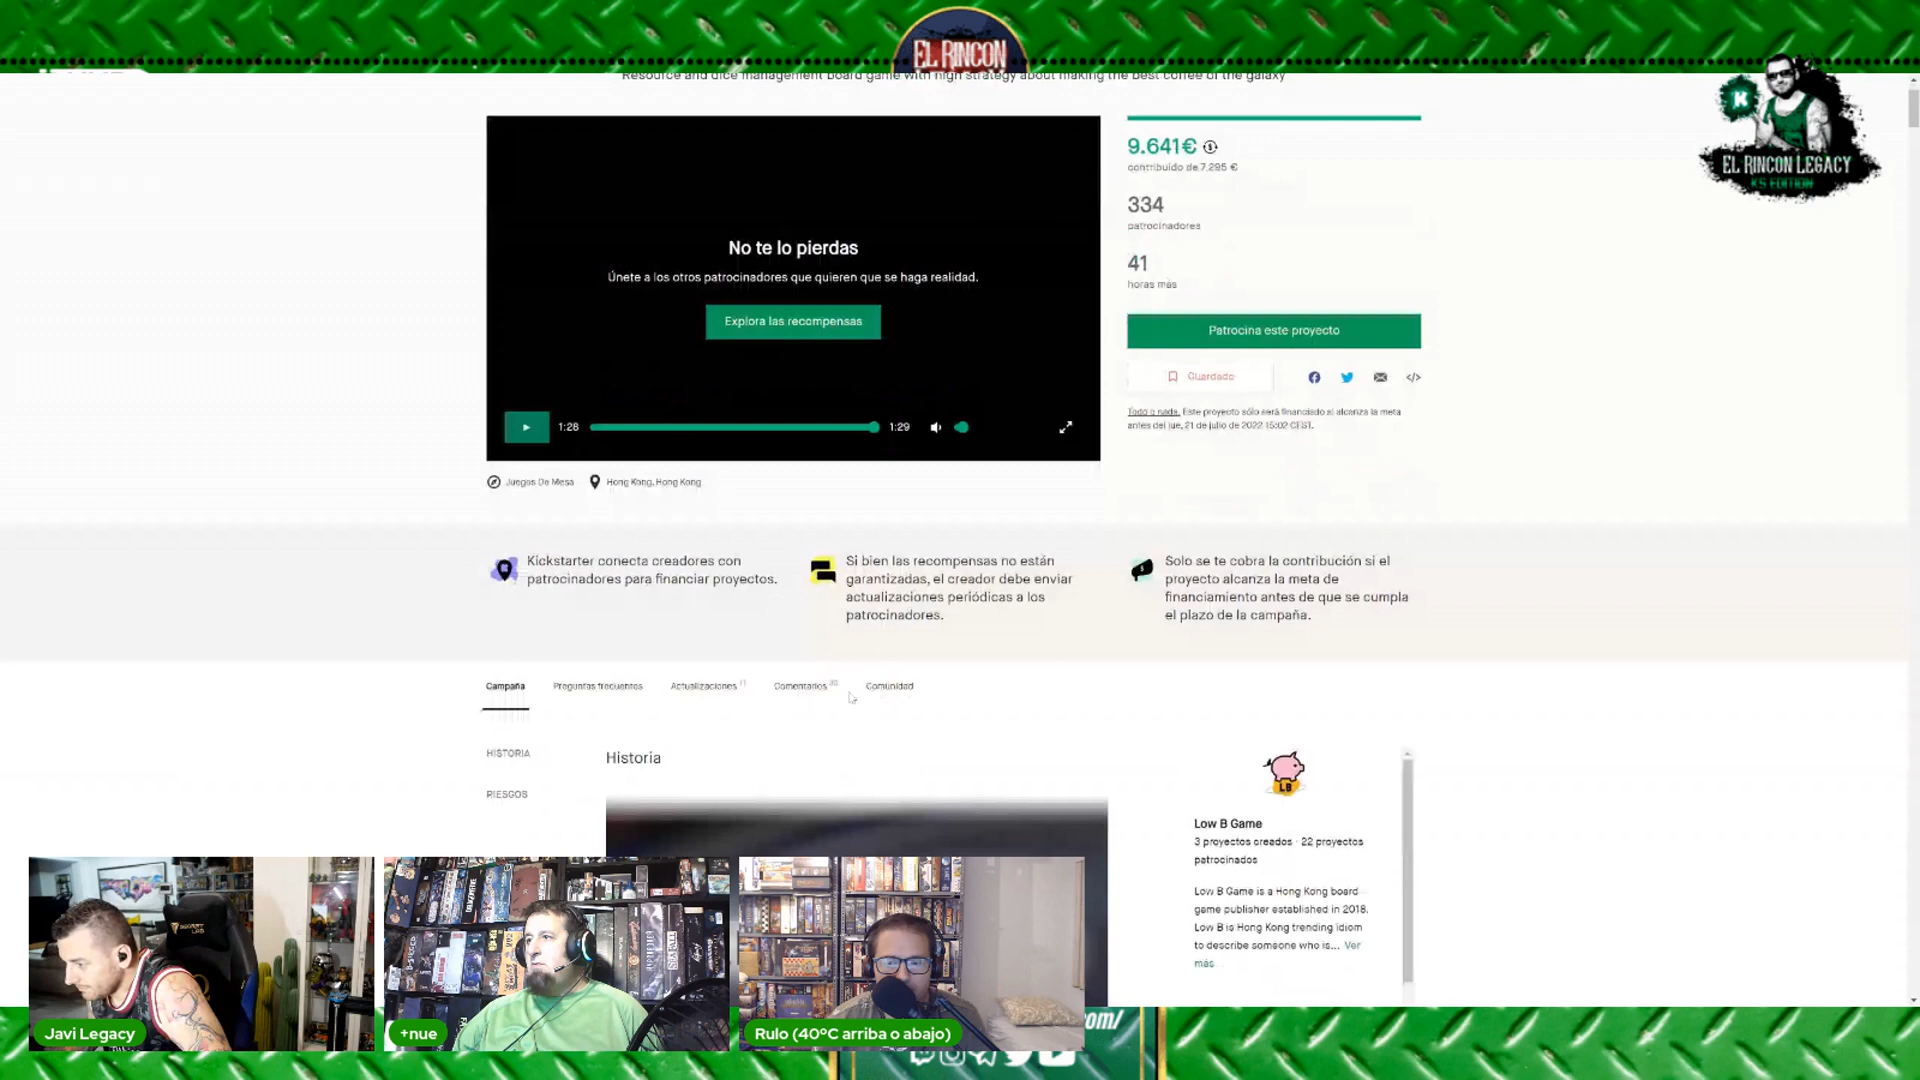 EL RINCON
Resource and dice management board game with high strategy about making the best coffee of the galaxy
K
EL RINCON LEGACY
KS EDITION
No te lo pierdas
Únete a los otros patrocinadores que quieren que se haga realidad.
Explora las recompensas
1:28
1:29
9.641€
contribuido de 7.295 €
334
patrocinadores
41
horas más
Patrocina este proyecto
Guardado
</>
Todo o nada. Este proyecto sólo será financiado si alcanza la meta
antes del jue, 21 de julio de 2022 15:02 CEST.
Juegos De Mesa
Hong Kong, Hong Kong
Kickstarter conecta creadores con
patrocinadores para financiar proyectos.
Si bien las recompensas no están
garantizadas, el creador debe enviar
actualizaciones periódicas a los
patrocinadores.
Solo se te cobra la contribución si el
proyecto alcanza la meta de
financiamiento antes de que se cumpla
el plazo de la campaña.
Campaña
Preguntas frecuentes
Actualizaciones
Comentarios
Comunidad
HISTORIA
RIESGOS
Historia
LB
Low B Game
3 proyectos creados · 22 proyectos
patrocinados
Low B Game is a Hong Kong board
game publisher established in 2018.
Low B is Hong Kong trending idiom
to describe someone who is... Ver
más
Javi Legacy
+nue
Rulo (40ºC arriba o abajo)
om/